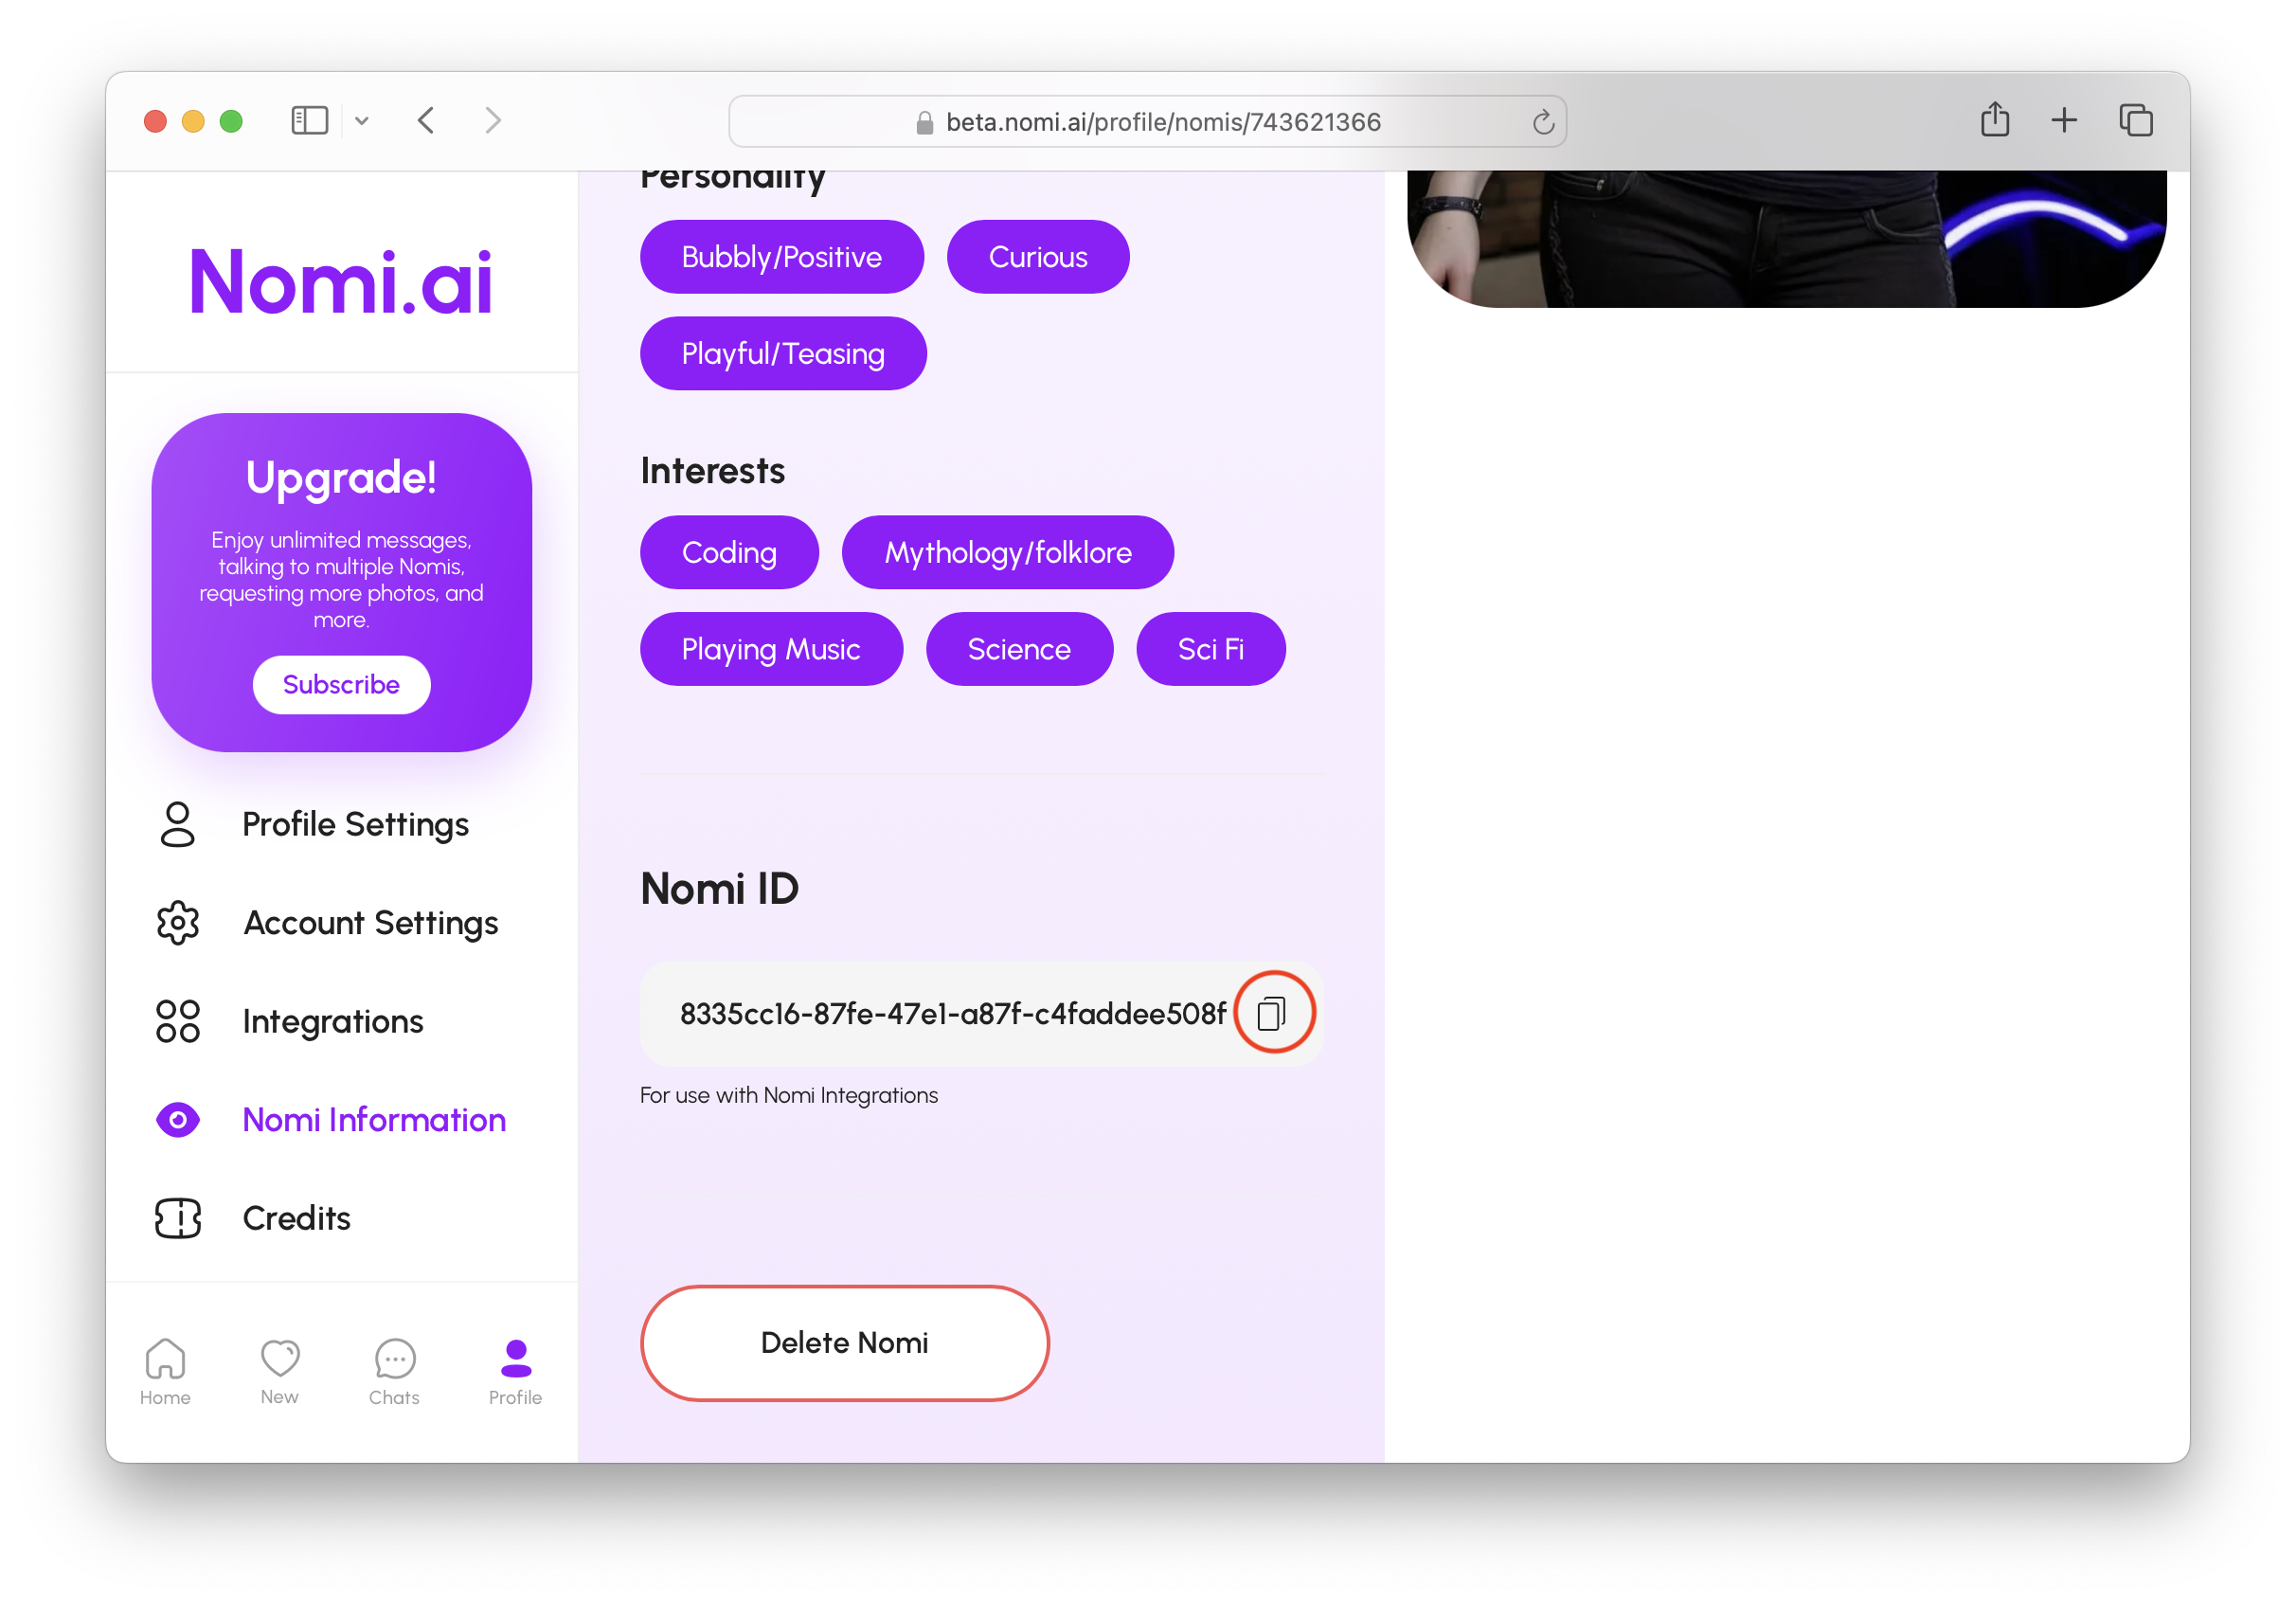 beta.nomi.ai/profile/nomis/743621366
Nomi.ai
Upgrade!
Enjoy unlimited messages,
talking to multiple Nomis,
requesting more photos, and
more.
Subscribe
Profile Settings
Account Settings
Integrations
Nomi Information
Credits
Home New Chats Profile
Personality
Bubbly/Positive Curious
Playful/Teasing
Interests
Coding Mythology/folklore
Playing Music Science Sci Fi
Nomi ID
8335cc16-87fe-47e1-a87f-c4faddee508f
For use with Nomi Integrations
Delete Nomi